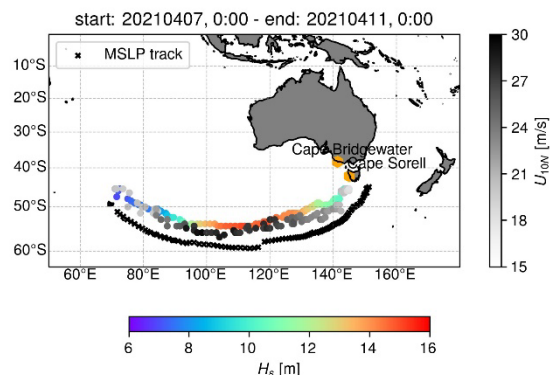 start: 20210407, 0:00 - end: 20210411, 0:00
MSLP track
10°S
20°S
30°S
40°S
50°S
60°S
Cape Bridgewater
Cape Sorell
60°E
80°E
100°E
120°E
140°E
160°E
30
27
24
21
18
15
U10N [m/s]
6
8
10
12
14
16
Hs [m]